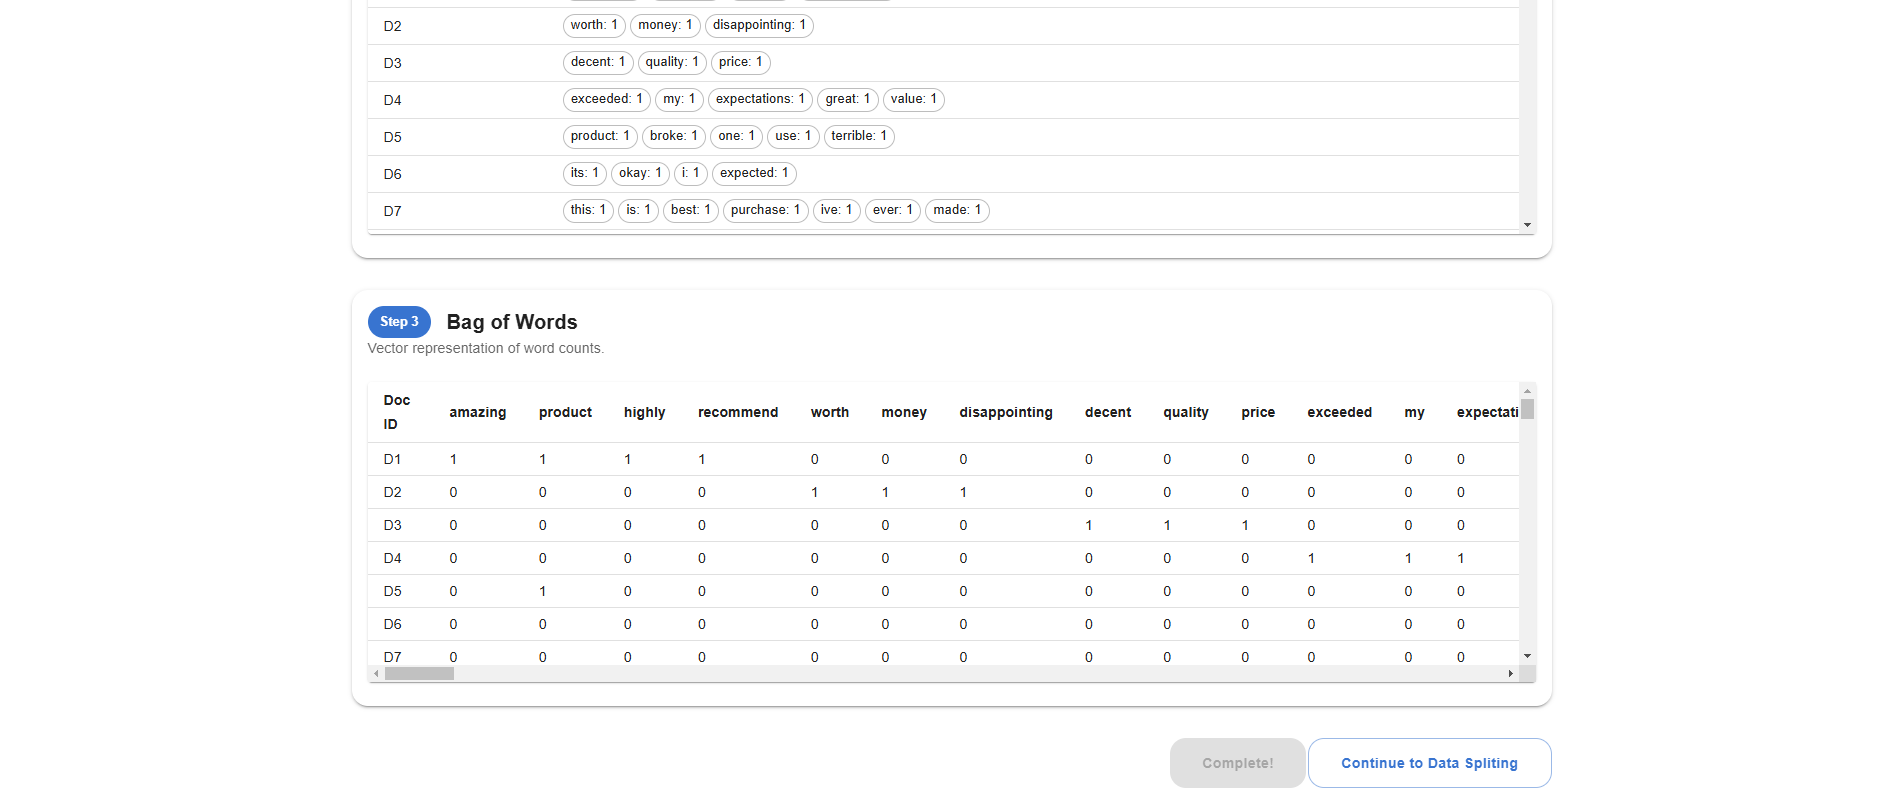 D2 worth: 1 money: 1 disappointing: 1
D3 decent: 1 quality: 1 price: 1
D4 exceeded: 1 my: 1 expectations: 1 great: 1 value: 1
D5 product: 1 broke: 1 one: 1 use: 1 terrible: 1
D6 its: 1 okay: 1 i: 1 expected: 1
D7 this: 1 is: 1 best: 1 purchase: 1 ive: 1 ever: 1 made: 1
Step 3 Bag of Words
Vector representation of word counts.
Doc ID amazing product highly recommend worth money disappointing decent quality price exceeded my expectati
D1 1 1 1 1 0 0 0 0 0 0 0 0 0
D2 0 0 0 0 1 1 1 0 0 0 0 0 0
D3 0 0 0 0 0 0 0 1 1 1 0 0 0
D4 0 0 0 0 0 0 0 0 0 0 1 1 1
D5 0 1 0 0 0 0 0 0 0 0 0 0 0
D6 0 0 0 0 0 0 0 0 0 0 0 0 0
D7 0 0 0 0 0 0 0 0 0 0 0 0 0
Complete! Continue to Data Spliting